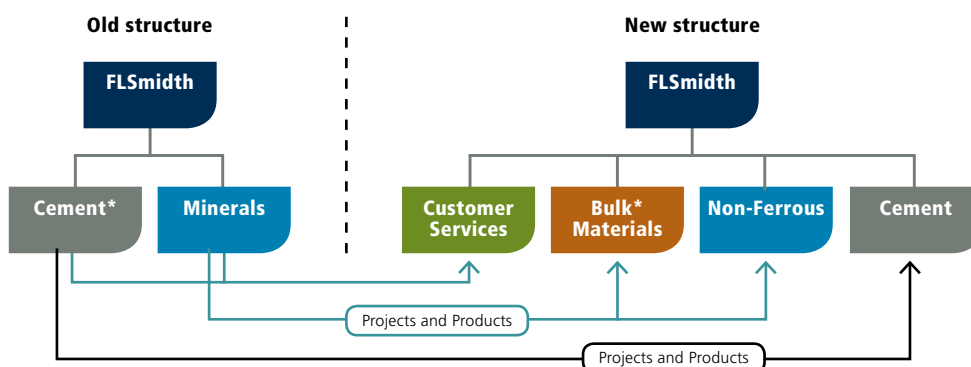 Old structure
New structure
FLSmidth
FLSmidth
Cement*
Minerals
Customer
Services
Bulk*
Materials
Non-Ferrous
Cement
Projects and Products
Projects and Products